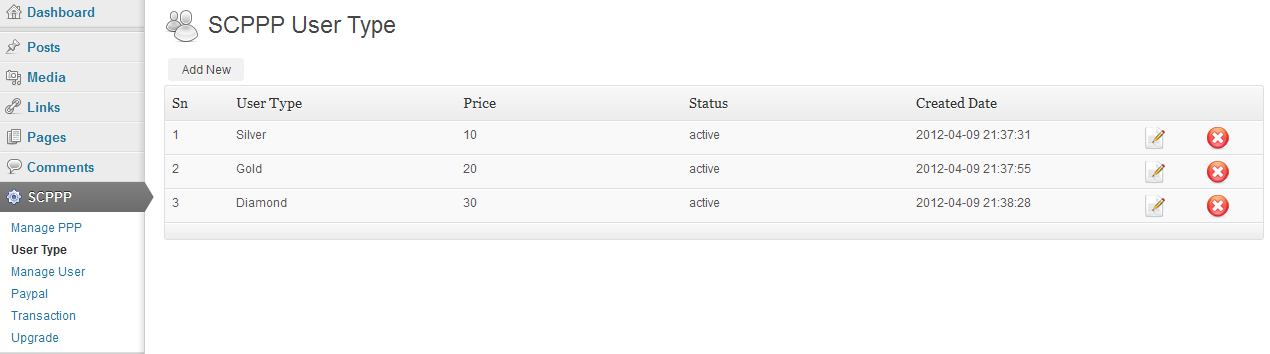 Dashboard
Posts
Media
Links
Pages
Comments
SCPPP
Manage PPP
User Type
Manage User
Paypal
Transaction
Upgrade
SCPPP User Type
Add New
Sn User Type Price Status Created Date
1 Silver 10 active 2012-04-09 21:37:31
2 Gold 20 active 2012-04-09 21:37:55
3 Diamond 30 active 2012-04-09 21:38:28